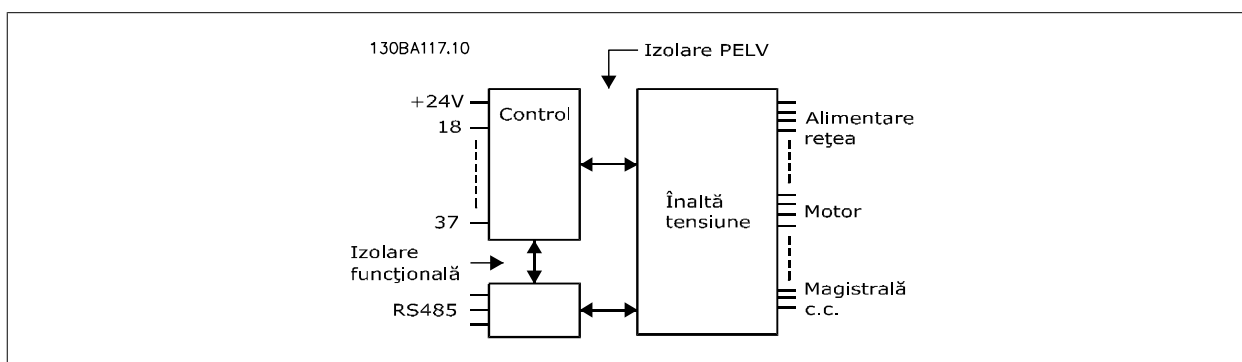 130BA117.10
Izolare PELV
+24V
Control
18
37
Alimentare
reţea
Înaltă
tensiune
Motor
Izolare
funcţională
RS485
Magistrală
c.c.